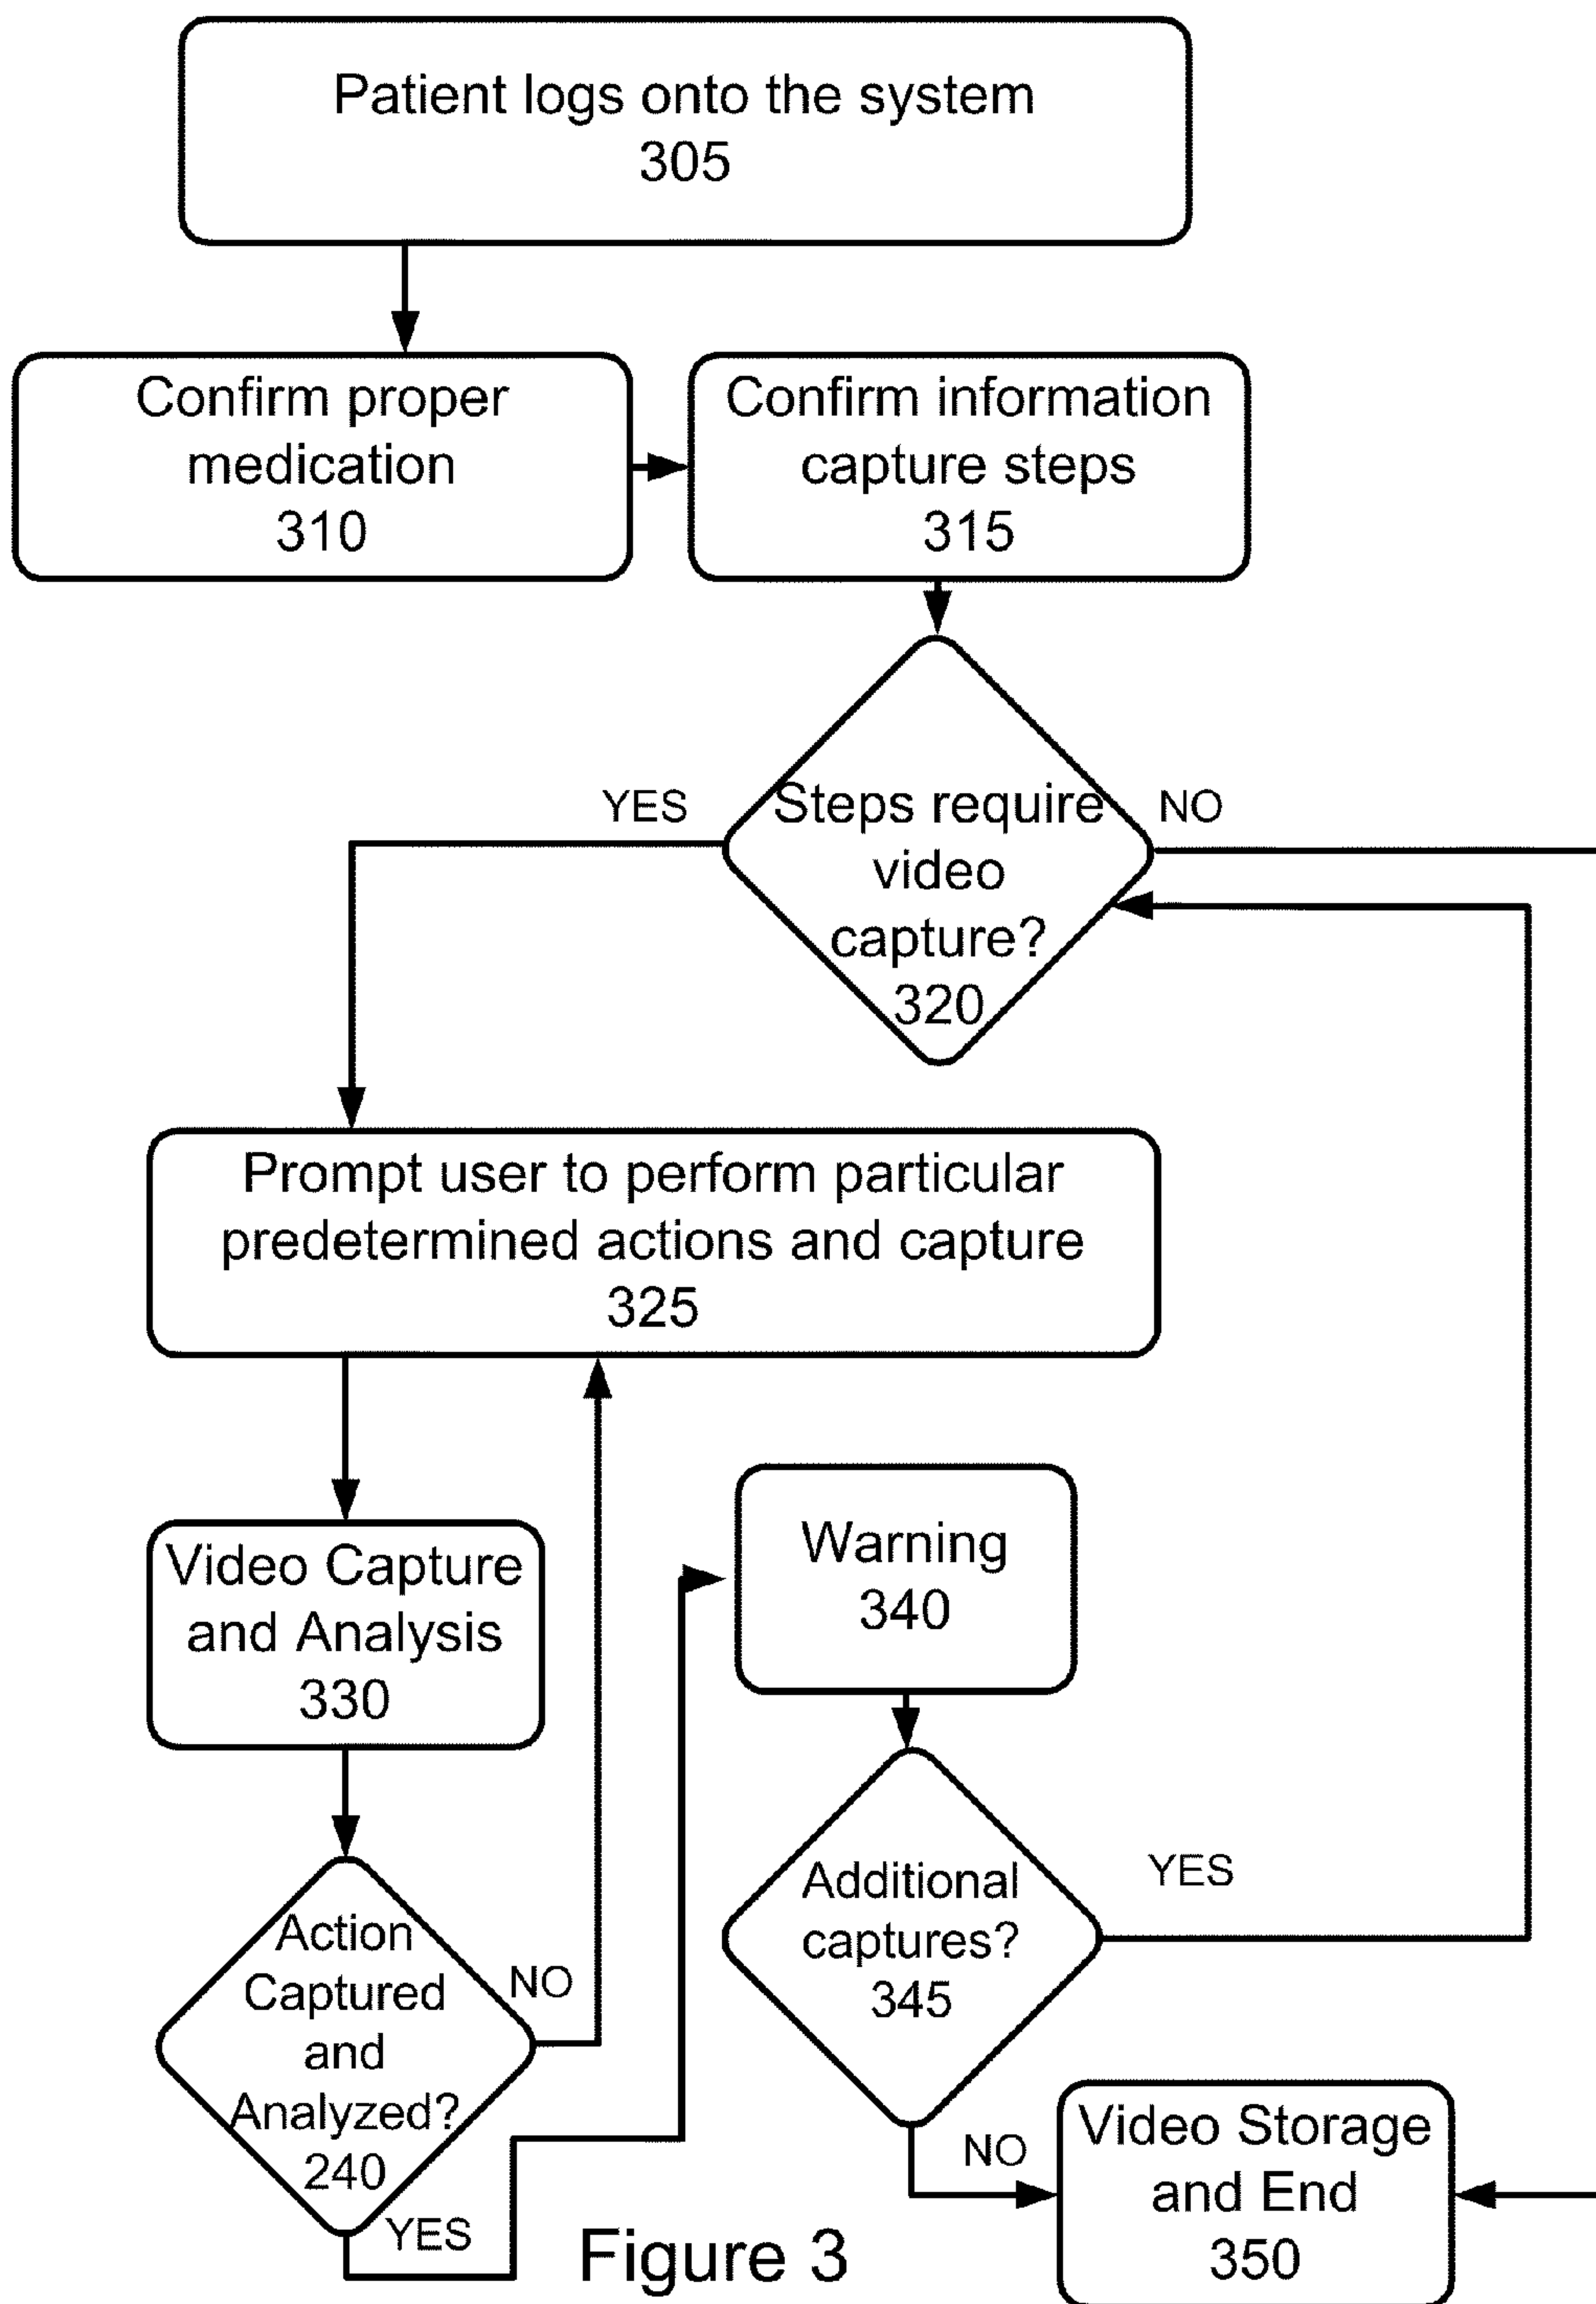 Patient logs onto the system
305
Confirm proper
medication
310
Confirm information
capture steps
315
YES
Steps require
video
capture?
320
NO
Prompt user to perform particular
predetermined actions and capture
325
Video Capture
and Analysis
330
Warning
340
Action
Captured
and
Analyzed?
240
NO
YES
Additional
captures?
345
YES
NO
Video Storage
and End
350
Figure 3